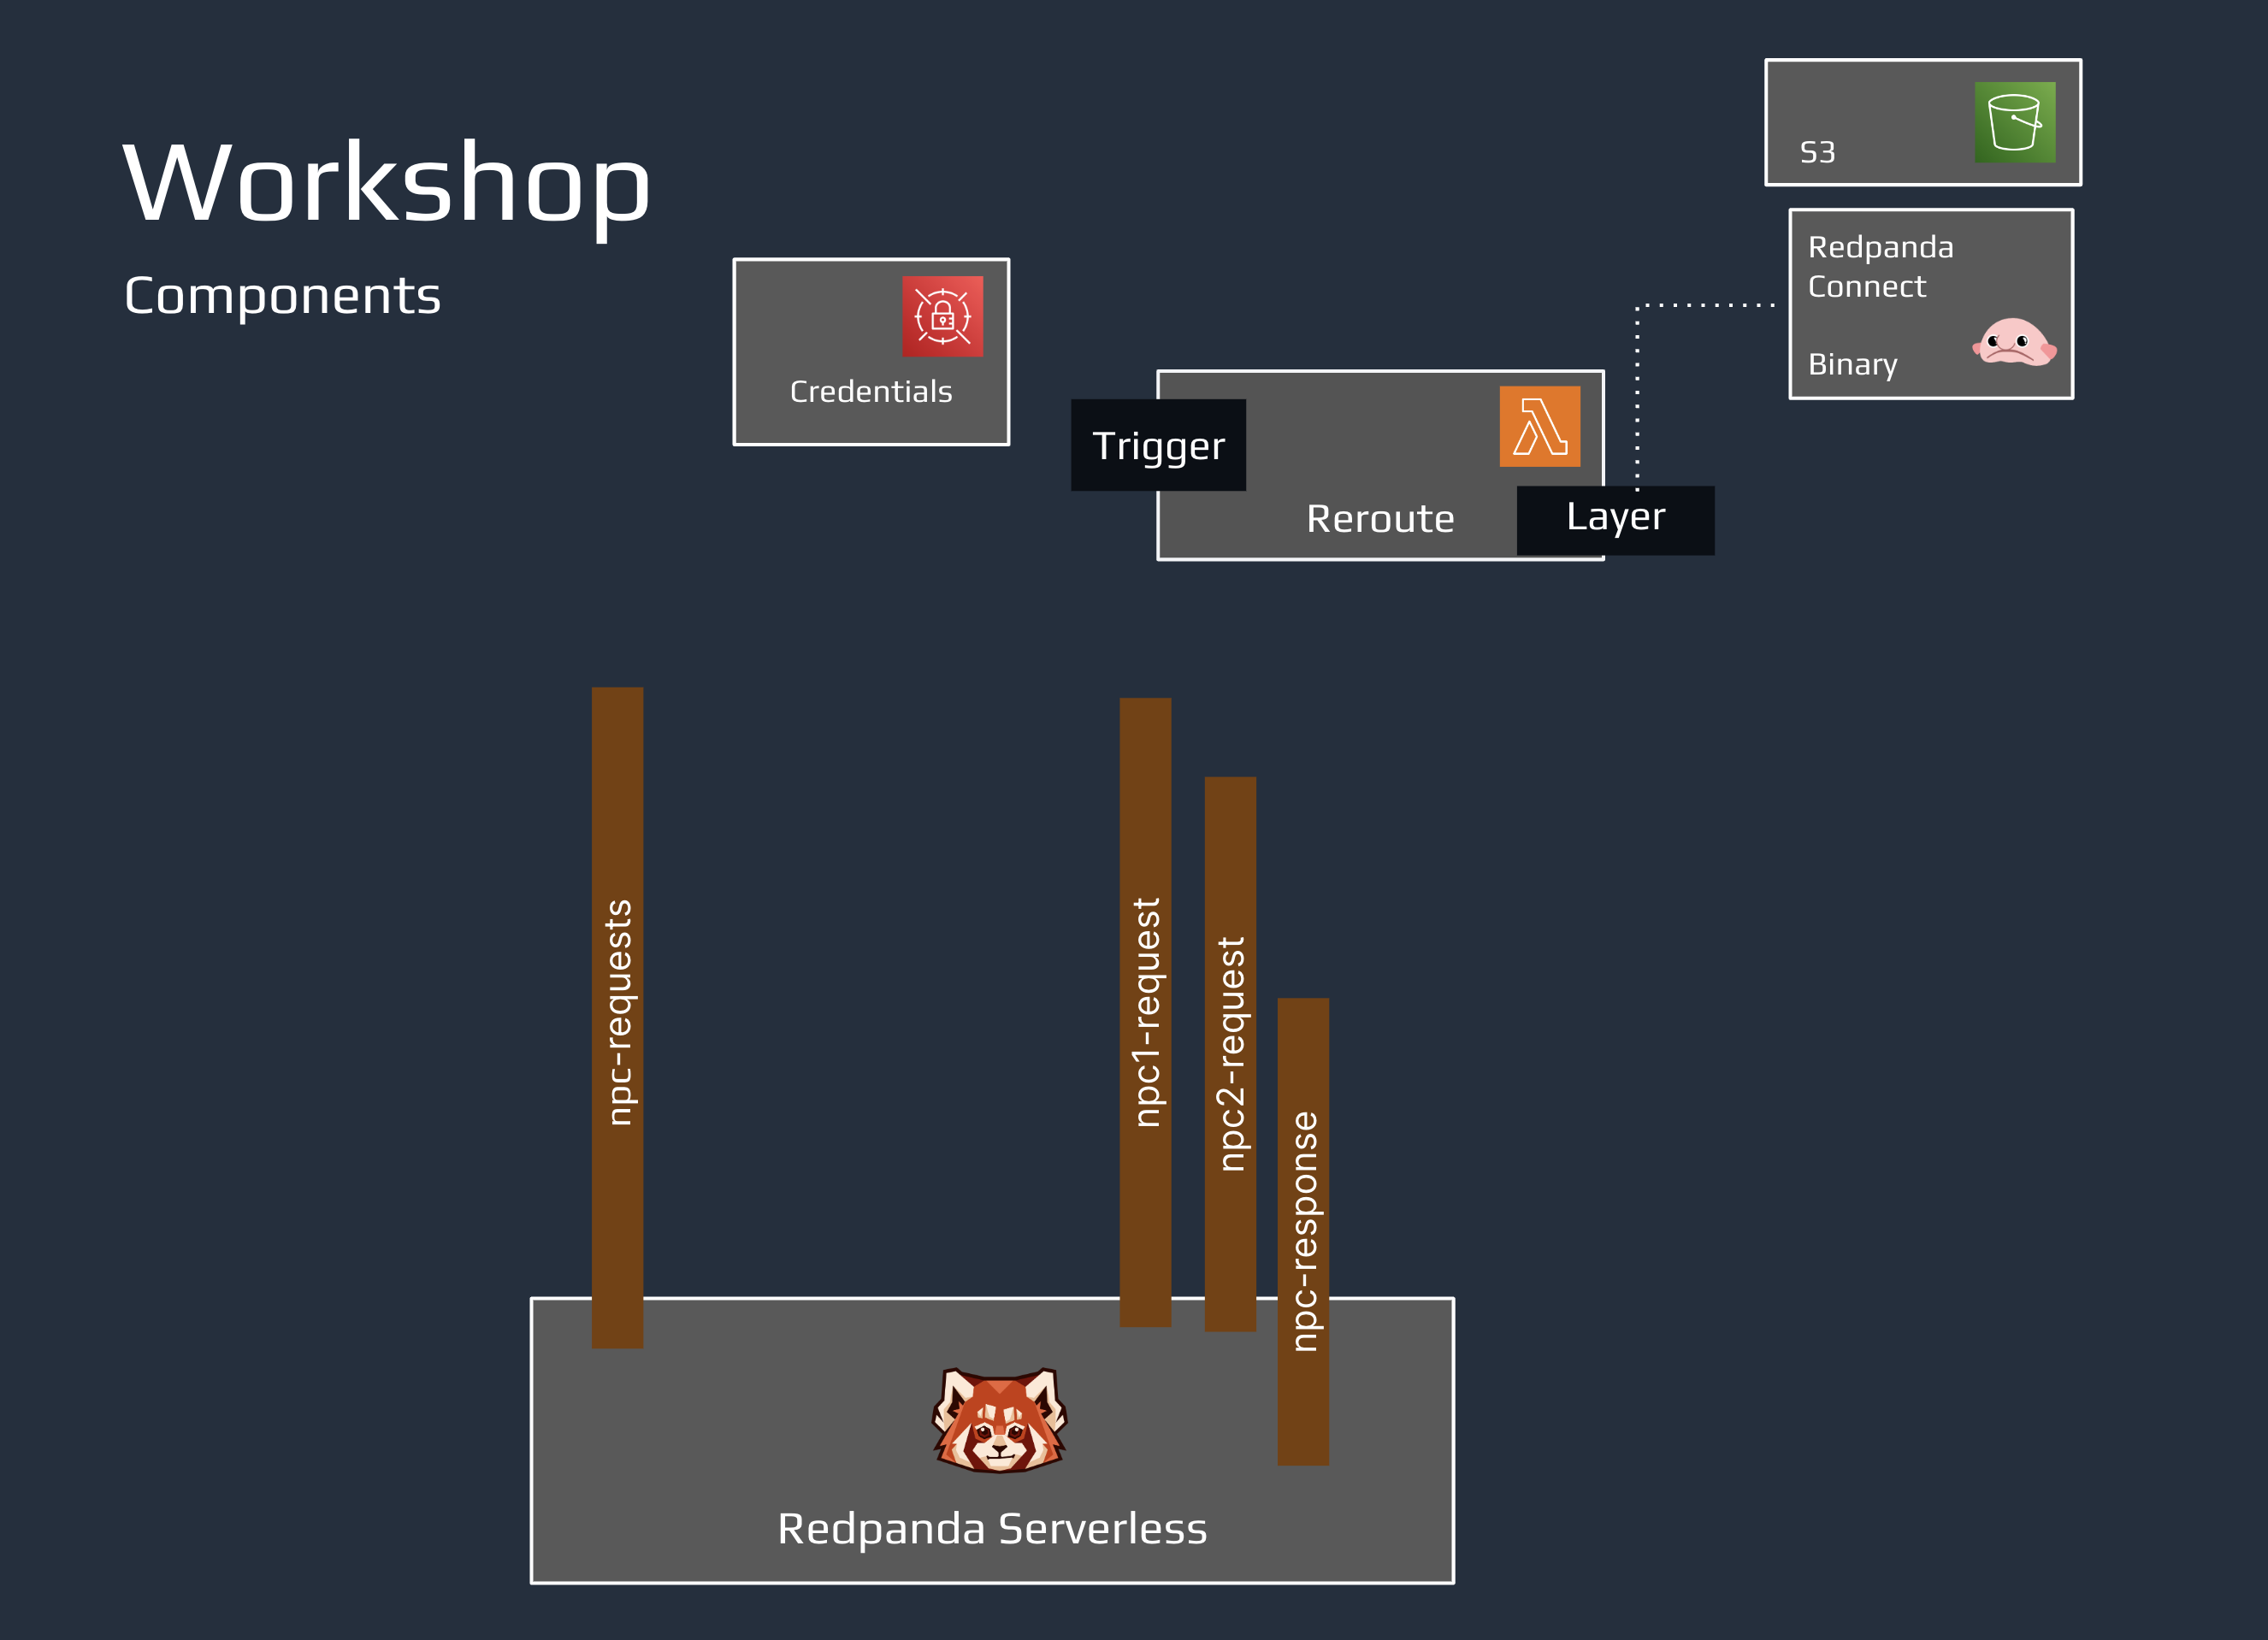 Workshop
Components
S3
Redpanda
Connect
Binary
Credentials
Trigger
Reroute
Layer
npc-requests
npc1-request
npc2-request
npc-response
Redpanda Serverless